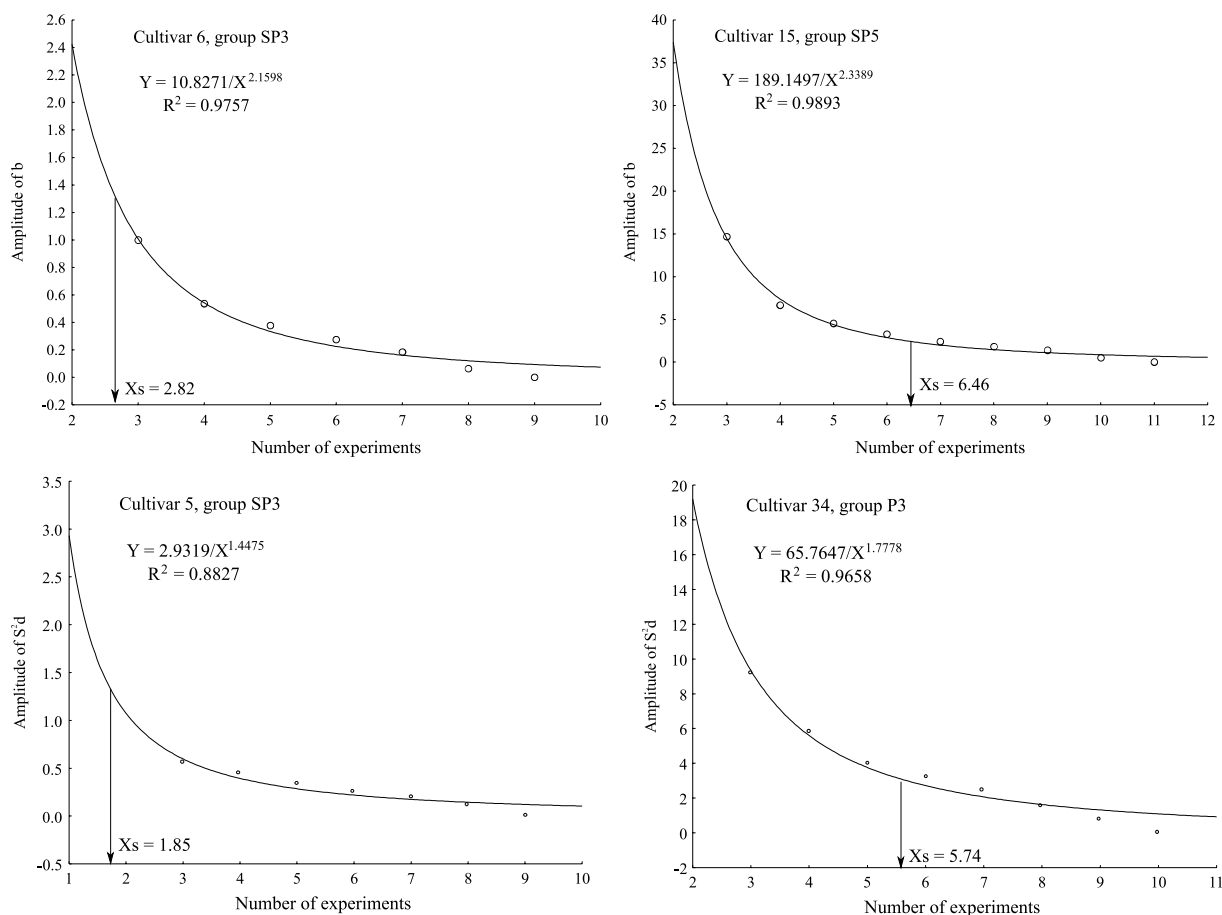 Cultivar 6, group SP3
Y = 10.8271/X^2.1598
R² = 0.9757
Amplitude of b
2.6
2.4
2.2
2.0
1.8
1.6
1.4
1.2
1.0
0.8
0.6
0.4
0.2
0.0
-0.2
Xs = 2.82
2 3 4 5 6 7 8 9 10
Number of experiments
Cultivar 15, group SP5
Y = 189.1497/X^2.3389
R² = 0.9893
Amplitude of b
40
35
30
25
20
15
10
5
0
-5
Xs = 6.46
2 3 4 5 6 7 8 9 10 11 12
Number of experiments
Cultivar 5, group SP3
Y = 2.9319/X^1.4475
R² = 0.8827
Amplitude of S²d
3.5
3.0
2.5
2.0
1.5
1.0
0.5
0.0
-0.5
Xs = 1.85
1 2 3 4 5 6 7 8 9 10
Number of experiments
Cultivar 34, group P3
Y = 65.7647/X^1.7778
R² = 0.9658
Amplitude of S²d
20
18
16
14
12
10
8
6
4
2
0
-2
Xs = 5.74
2 3 4 5 6 7 8 9 10 11
Number of experiments